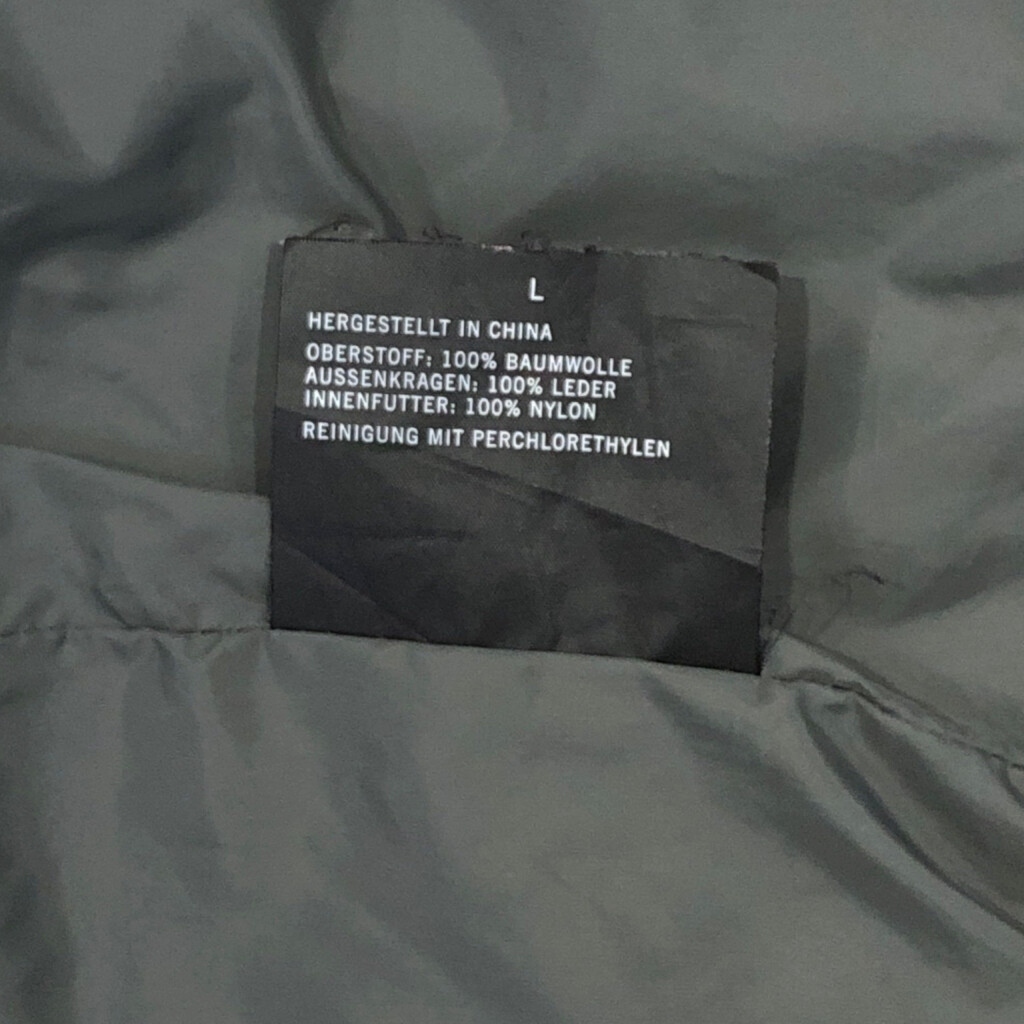 L
HERGESTELLT IN CHINA
OBERSTOFF: 100% BAUMWOLLE
AUSSENKRAGEN: 100% LEDER
INNENFUTTER: 100% NYLON
REINIGUNG MIT PERCHLORETHYLEN